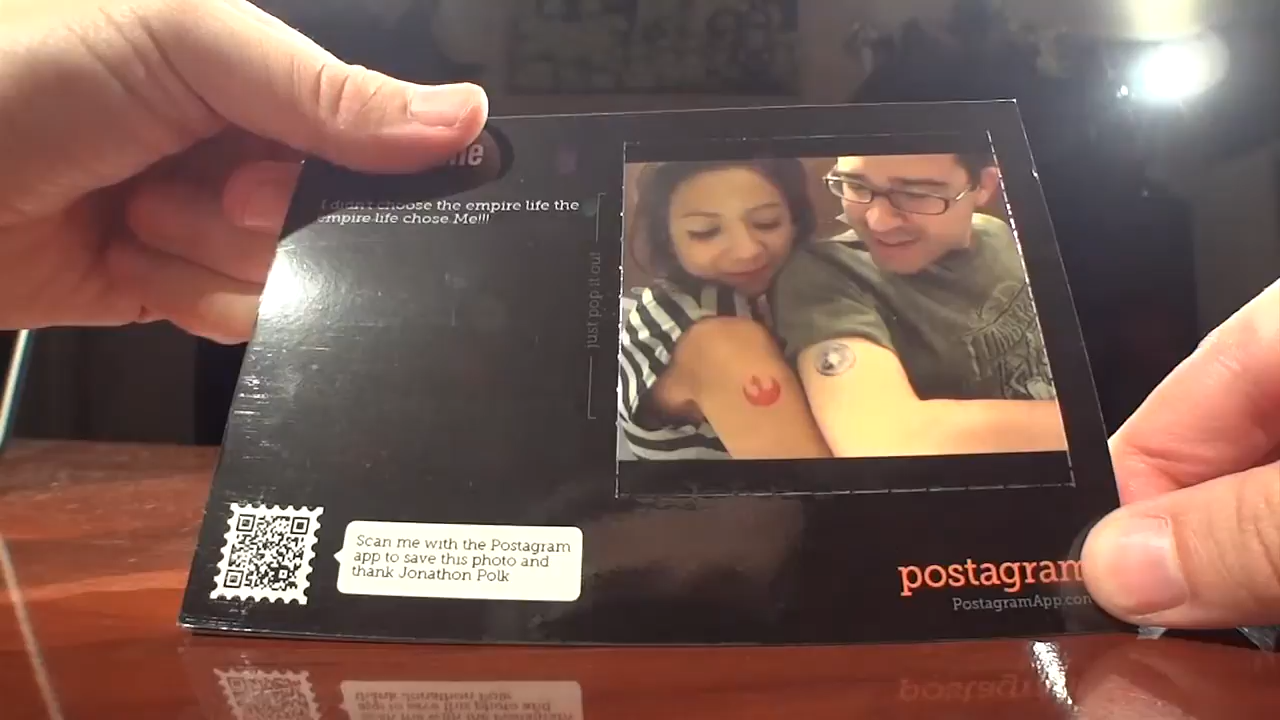 I didn't choose the empire life the
empire life chose Me!!!
just pop it out
Scan me with the Postagram
app to save this photo and
thank Jonathon Polk
postagram
PostagramApp.com